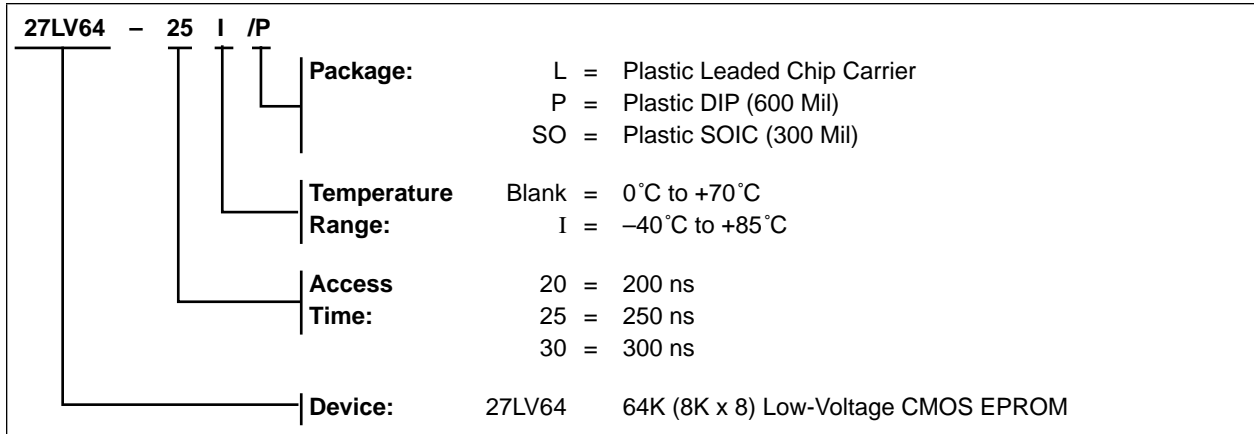 27LV64 – 25 I /P
Package: L = Plastic Leaded Chip Carrier
P = Plastic DIP (600 Mil)
SO = Plastic SOIC (300 Mil)
Temperature Blank = 0˚C to +70˚C
Range: I = –40˚C to +85˚C
Access 20 = 200 ns
Time: 25 = 250 ns
30 = 300 ns
Device: 27LV64 64K (8K x 8) Low-Voltage CMOS EPROM